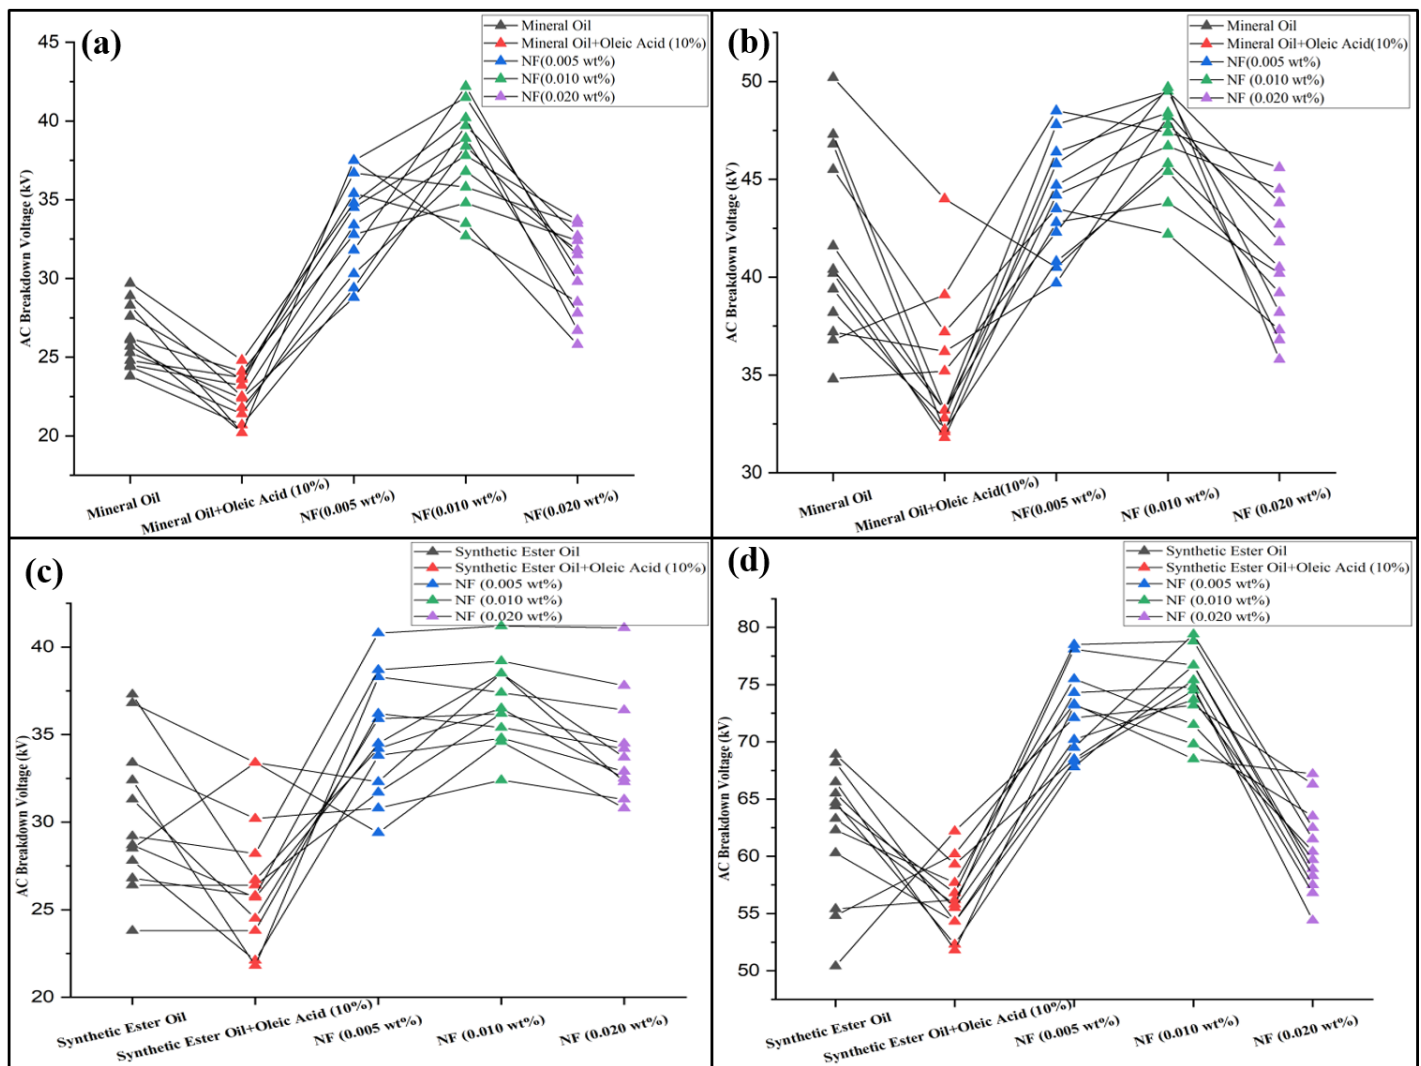 (a)
Mineral Oil
Mineral Oil+Oleic Acid (10%)
NF(0.005 wt%)
NF(0.010 wt%)
NF(0.020 wt%)
AC Breakdown Voltage (kV)
45
40
35
30
25
20
Mineral Oil
Mineral Oil+Oleic Acid (10%)
NF(0.005 wt%)
NF(0.010 wt%)
NF(0.020 wt%)
(b)
Mineral Oil
Mineral Oil+Oleic Acid(10%)
NF(0.005 wt%)
NF (0.010 wt%)
NF (0.020 wt%)
AC Breakdown Voltage (kV)
50
45
40
35
30
Mineral Oil
Mineral Oil+Oleic Acid(10%)
NF(0.005 wt%)
NF (0.010 wt%)
NF (0.020 wt%)
(c)
Synthetic Ester Oil
Synthetic Ester Oil+Oleic Acid (10%)
NF (0.005 wt%)
NF (0.010 wt%)
NF (0.020 wt%)
AC Breakdown Voltage (kV)
40
35
30
25
20
Synthetic Ester Oil
Synthetic Ester Oil+Oleic Acid (10%)
NF (0.005 wt%)
NF (0.010 wt%)
NF (0.020 wt%)
(d)
Synthetic Ester Oil
Synthetic Ester Oil+Oleic Acid (10%)
NF (0.005 wt%)
NF (0.010 wt%)
NF (0.020 wt%)
AC Breakdown Voltage (kV)
80
75
70
65
60
55
50
Synthetic Ester Oil
Synthetic Ester Oil+Oleic Acid (10%)
NF (0.005 wt%)
NF (0.010 wt%)
NF (0.020 wt%)